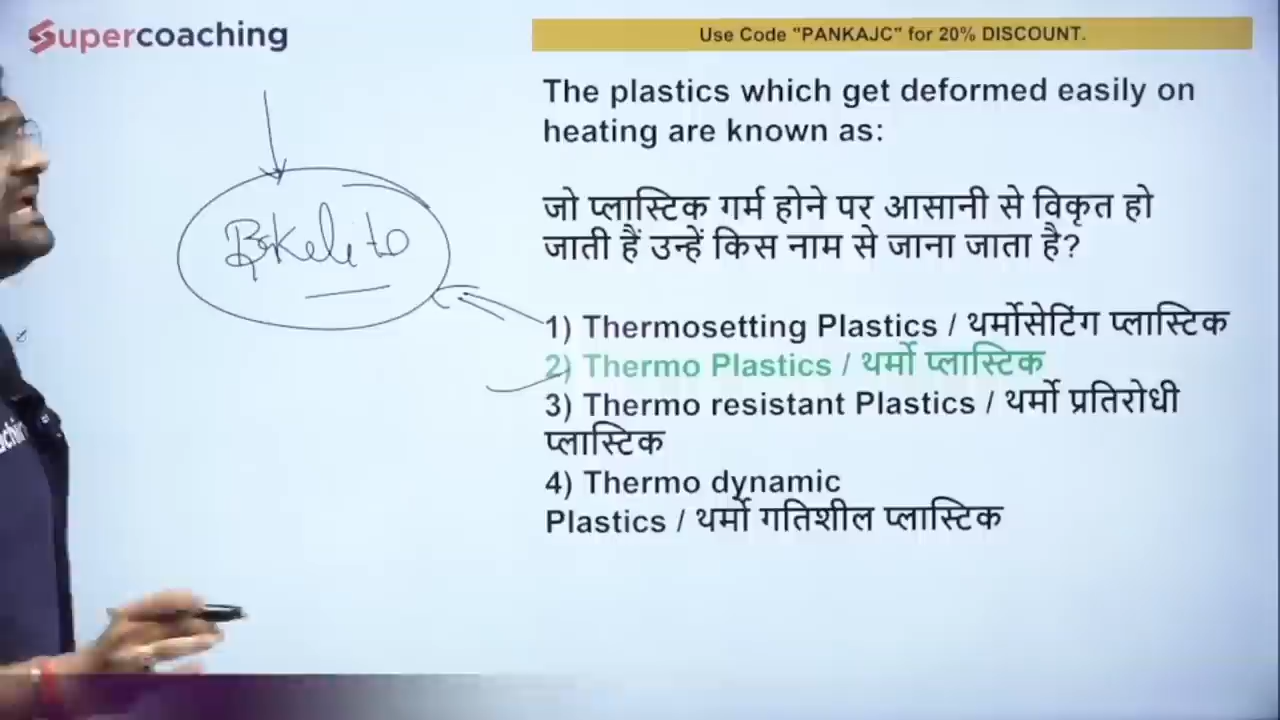 Supercoaching
Use Code "PANKAJC" for 20% DISCOUNT.
The plastics which get deformed easily on
heating are known as:
जो प्लास्टिक गर्म होने पर आसानी से विकृत हो
जाती हैं उन्हें किस नाम से जाना जाता है?
Bakelite
1) Thermosetting Plastics / थर्मोसेटिंग प्लास्टिक
2) Thermo Plastics / थर्मो प्लास्टिक
3) Thermo resistant Plastics / थर्मो प्रतिरोधी
प्लास्टिक
4) Thermo dynamic
Plastics / थर्मो गतिशील प्लास्टिक